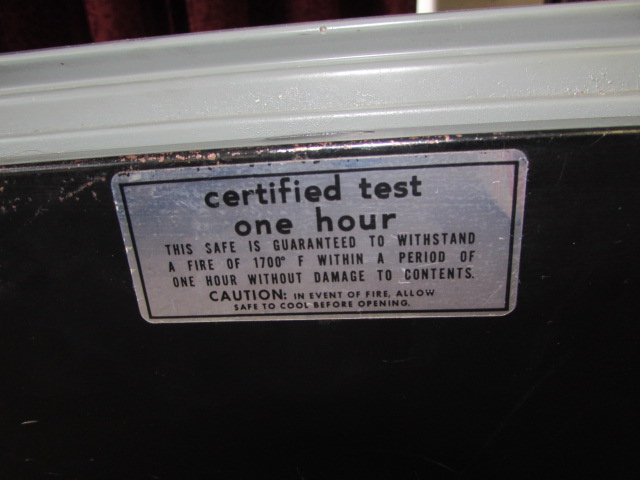 certified test
one hour
THIS SAFE IS GUARANTEED TO WITHSTAND
A FIRE OF 1700° F WITHIN A PERIOD OF
ONE HOUR WITHOUT DAMAGE TO CONTENTS.
CAUTION: IN EVENT OF FIRE, ALLOW
SAFE TO COOL BEFORE OPENING.